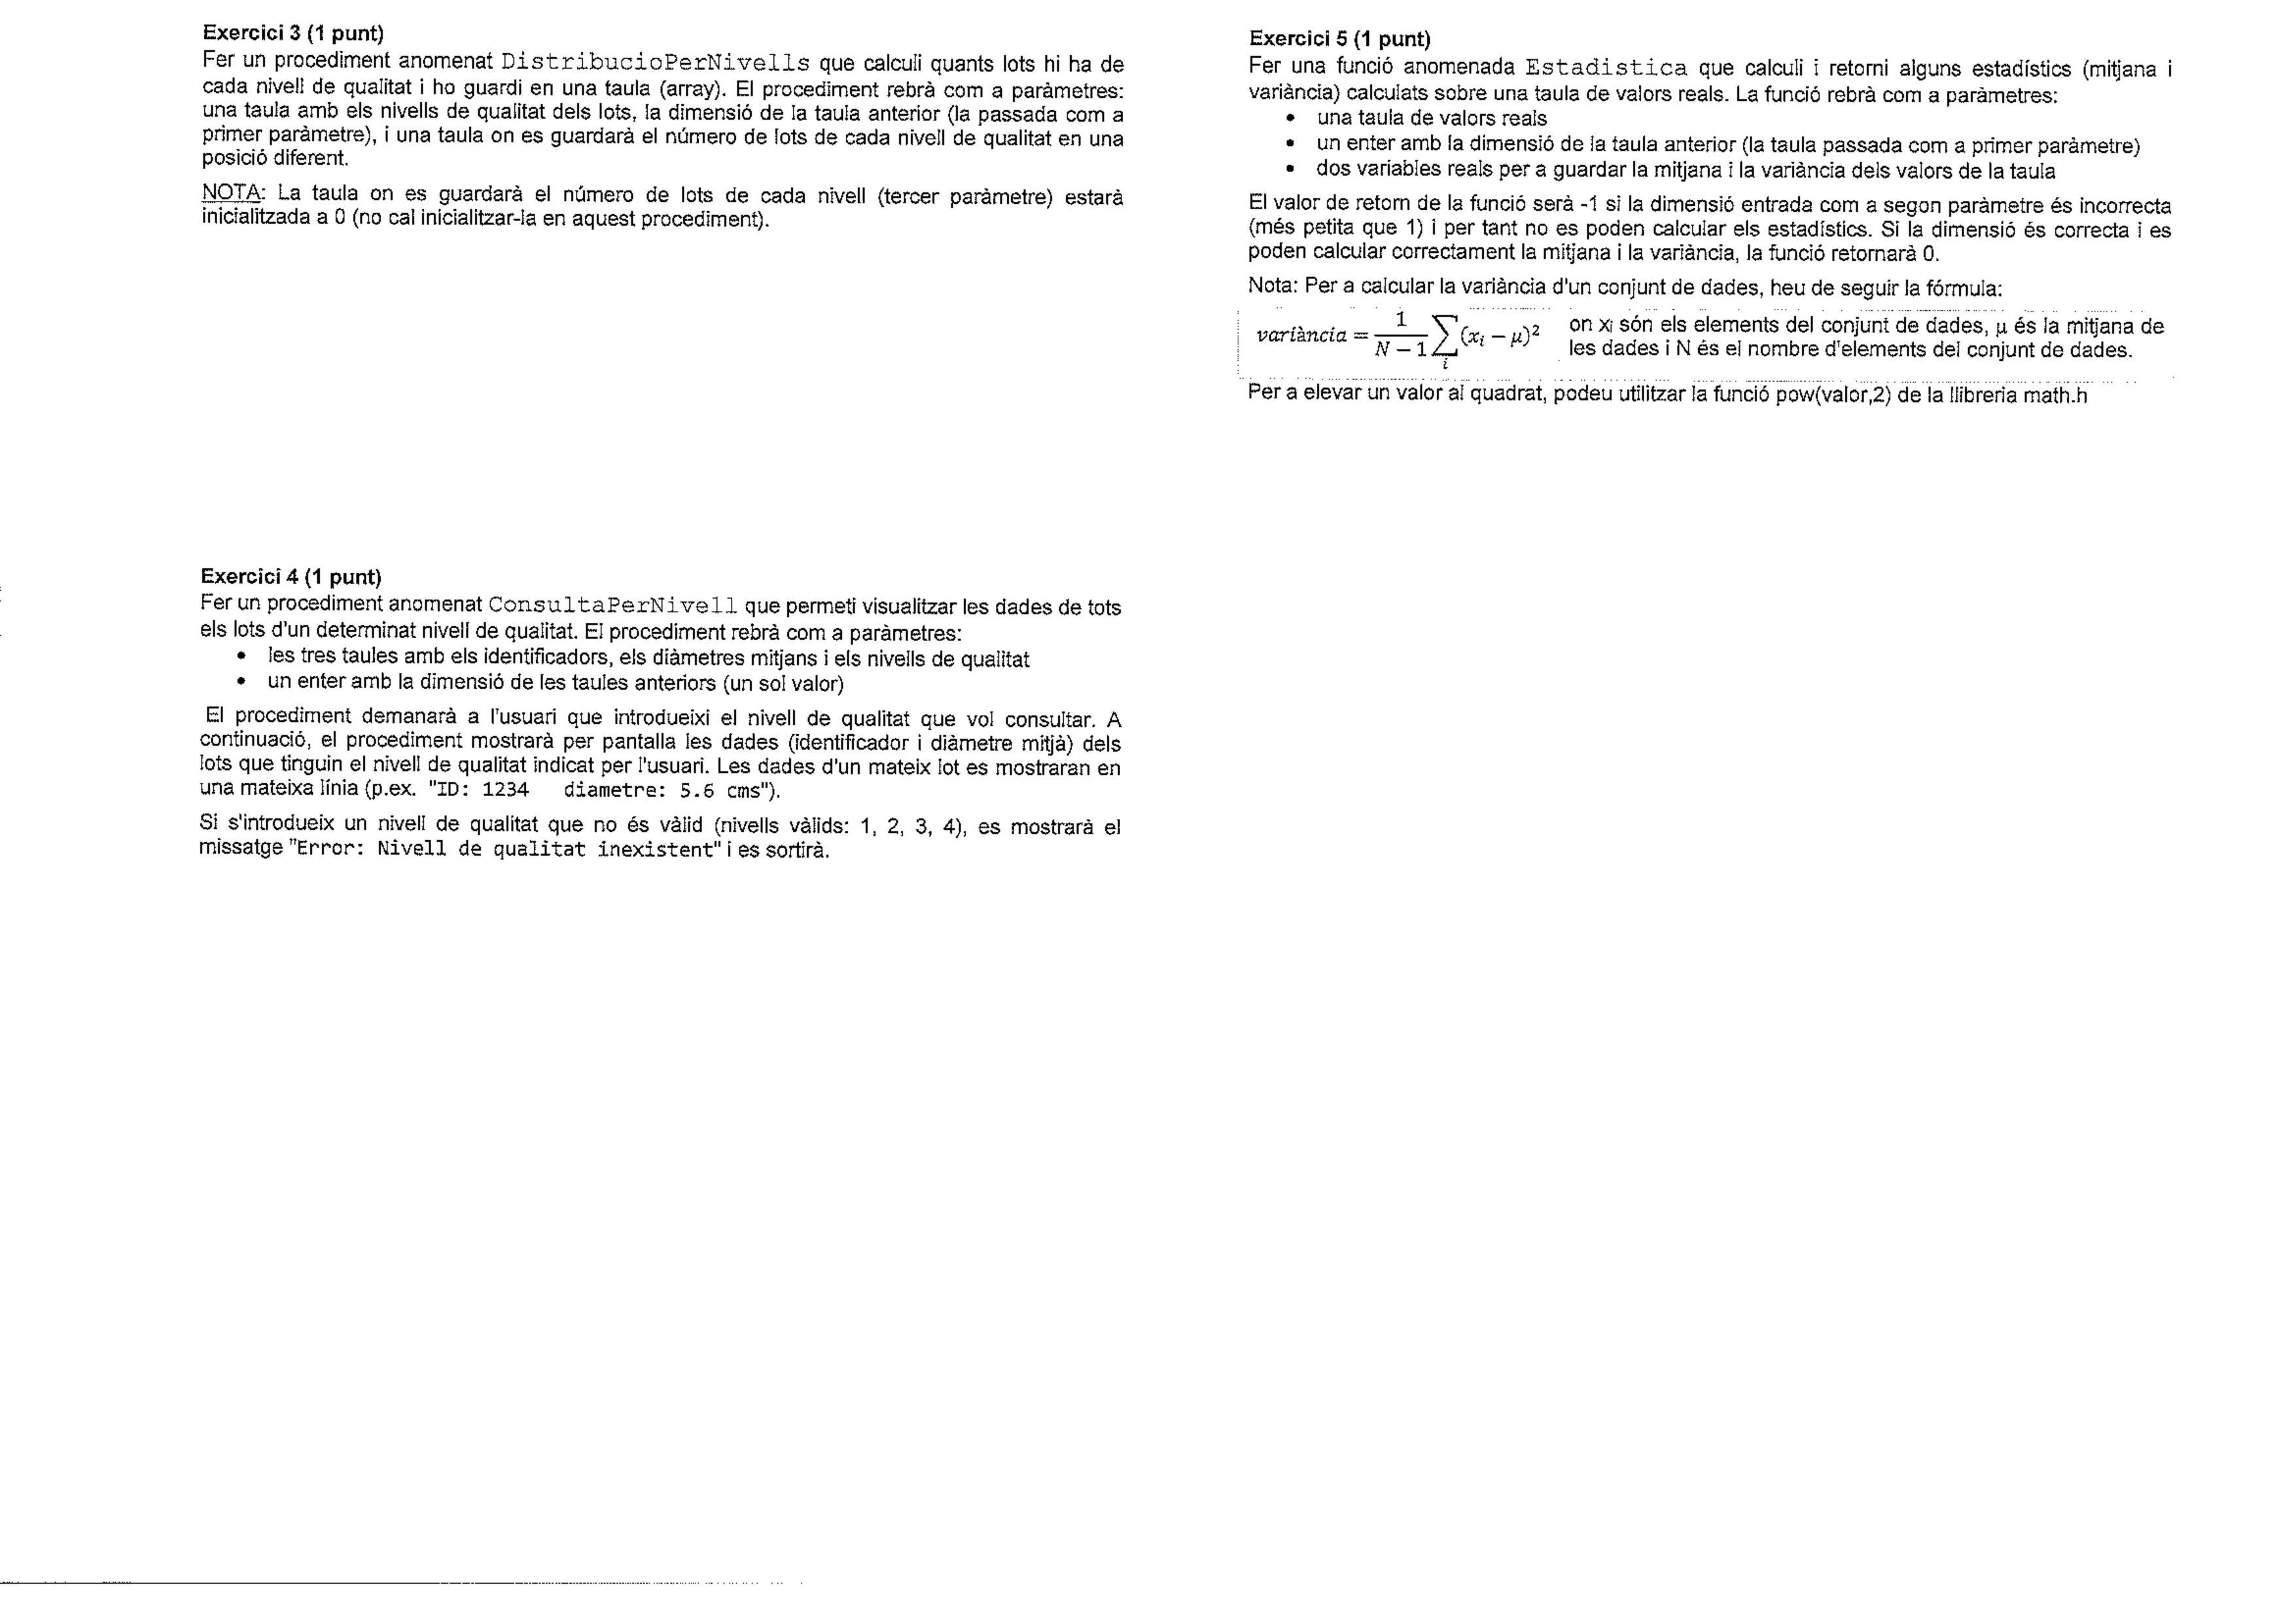 Exercici 3 (1 punt)
Fer un procediment anomenat DistribucioPerNivells que calculi quants lots hi ha de
cada nivell de qualitat i ho guardi en una taula (array). El procediment rebrà com a paràmetres:
una taula amb els nivells de qualitat dels lots, la dimensió de la taula anterior (la passada com a
primer paràmetre), i una taula on es guardarà el número de lots de cada nivell de qualitat en una
posició diferent.
NOTA: La taula on es guardarà el número de lots de cada nivell (tercer paràmetre) estarà
inicialitzada a 0 (no cal inicialitzar-la en aquest procediment).
Exercici 4 (1 punt)
Fer un procediment anomenat ConsultaPerNivell que permeti visualitzar les dades de tots
els lots d'un determinat nivell de qualitat. El procediment rebrà com a paràmetres:
• les tres taules amb els identificadors, els diàmetres mitjans i els nivells de qualitat
• un enter amb la dimensió de les taules anteriors (un sol valor)
El procediment demanarà a l'usuari que introdueixi el nivell de qualitat que vol consultar. A
continuació, el procediment mostrarà per pantalla les dades (identificador i diàmetre mitjà) dels
lots que tinguin el nivell de qualitat indicat per l'usuari. Les dades d'un mateix lot es mostraran en
una mateixa línia (p.ex. "ID: 1234   diametre: 5.6 cms").
Si s'introdueix un nivell de qualitat que no és vàlid (nivells vàlids: 1, 2, 3, 4), es mostrarà el
missatge "Error: Nivell de qualitat inexistent" i es sortirà.
Exercici 5 (1 punt)
Fer una funció anomenada Estadistica que calculi i retorni alguns estadístics (mitjana i
variància) calculats sobre una taula de valors reals. La funció rebrà com a paràmetres:
• una taula de valors reals
• un enter amb la dimensió de la taula anterior (la taula passada com a primer paràmetre)
• dos variables reals per a guardar la mitjana i la variància dels valors de la taula
El valor de retorn de la funció serà -1 si la dimensió entrada com a segon paràmetre és incorrecta
(més petita que 1) i per tant no es poden calcular els estadístics. Si la dimensió és correcta i es
poden calcular correctament la mitjana i la variància, la funció retornarà 0.
Nota: Per a calcular la variància d'un conjunt de dades, heu de seguir la fórmula:
variància = 1/(N − 1) ∑i (xi − μ)²
on xi són els elements del conjunt de dades, μ és la mitjana de
les dades i N és el nombre d'elements del conjunt de dades.
Per a elevar un valor al quadrat, podeu utilitzar la funció pow(valor,2) de la llibreria math.h